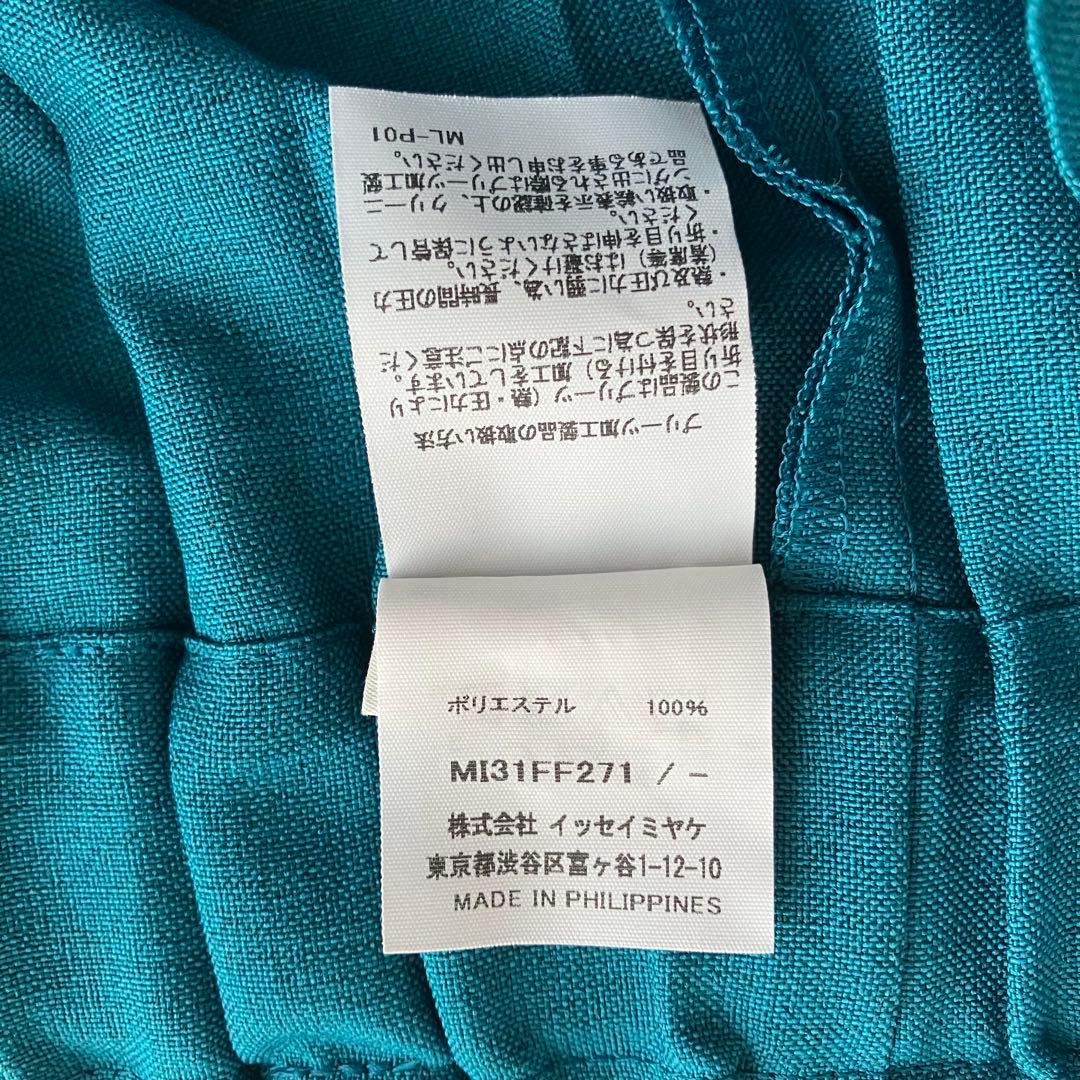 プリーツ加工製品の取扱い方法
この製品はプリーツ（熱・圧力により
折り目を付ける）加工をしています。
形状を保つ為に下記の点にご注意くだ
さい。
・熱及び圧力に弱い為、長時間の圧力
（着席等）はお避けください。
・折り目を伸ばさないように保管して
ください。
・取扱い絵表示を確認の上、クリーニ
ングに出される際はプリーツ加工製
品である事をお申し出ください。
ML-P01
ポリエステル 100%
MI31FF271 / -
株式会社 イッセイミヤケ
東京都渋谷区富ヶ谷1-12-10
MADE IN PHILIPPINES